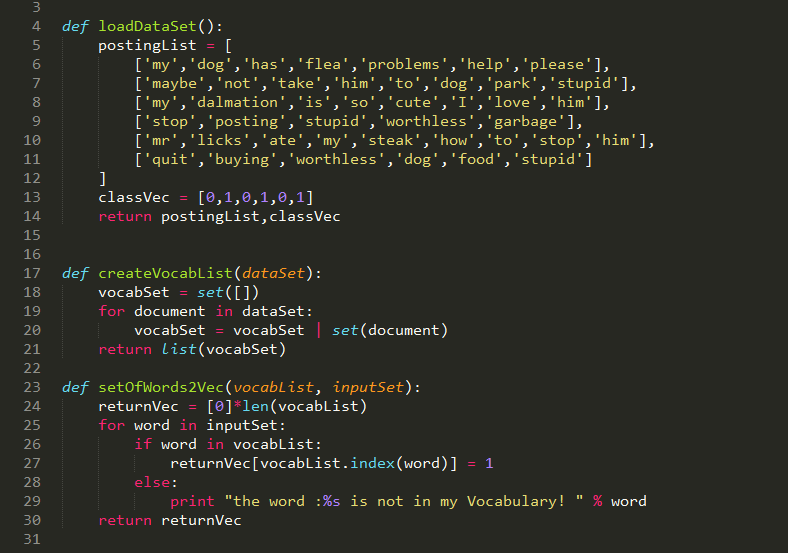 3
4 def loadDataSet():
5     postingList = [
6         ['my','dog','has','flea','problems','help','please'],
7         ['maybe','not','take','him','to','dog','park','stupid'],
8         ['my','dalmation','is','so','cute','I','love','him'],
9         ['stop','posting','stupid','worthless','garbage'],
10         ['mr','licks','ate','my','steak','how','to','stop','him'],
11         ['quit','buying','worthless','dog','food','stupid']
12     ]
13     classVec = [0,1,0,1,0,1]
14     return postingList,classVec
15
16
17 def createVocabList(dataSet):
18     vocabSet = set([])
19     for document in dataSet:
20         vocabSet = vocabSet | set(document)
21     return list(vocabSet)
22
23 def setOfWords2Vec(vocabList, inputSet):
24     returnVec = [0]*len(vocabList)
25     for word in inputSet:
26         if word in vocabList:
27             returnVec[vocabList.index(word)] = 1
28         else:
29             print "the word :%s is not in my Vocabulary! " % word
30     return returnVec
31